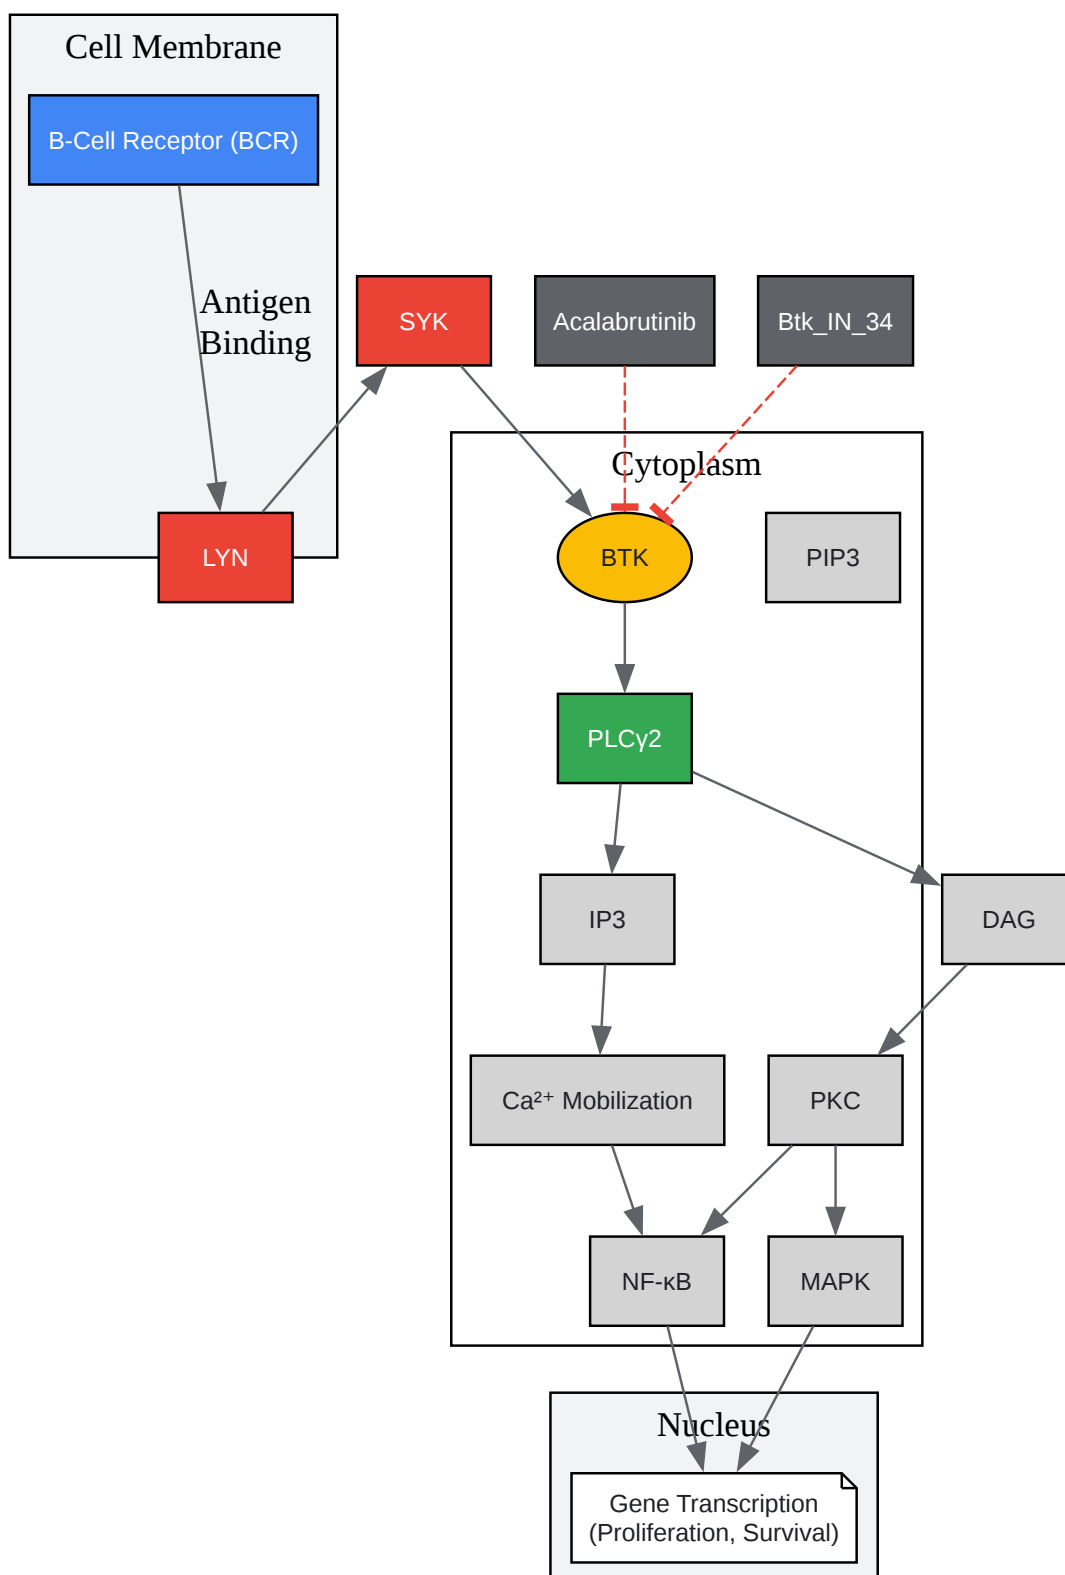 Cell Membrane
B-Cell Receptor (BCR)
Antigen
Binding
SYK
Acalabrutinib
Btk_IN_34
Cytoplasm
LYN
BTK
PIP3
PLCγ2
IP3
DAG
Ca²⁺ Mobilization
PKC
NF-κB
MAPK
Nucleus
Gene Transcription
(Proliferation, Survival)